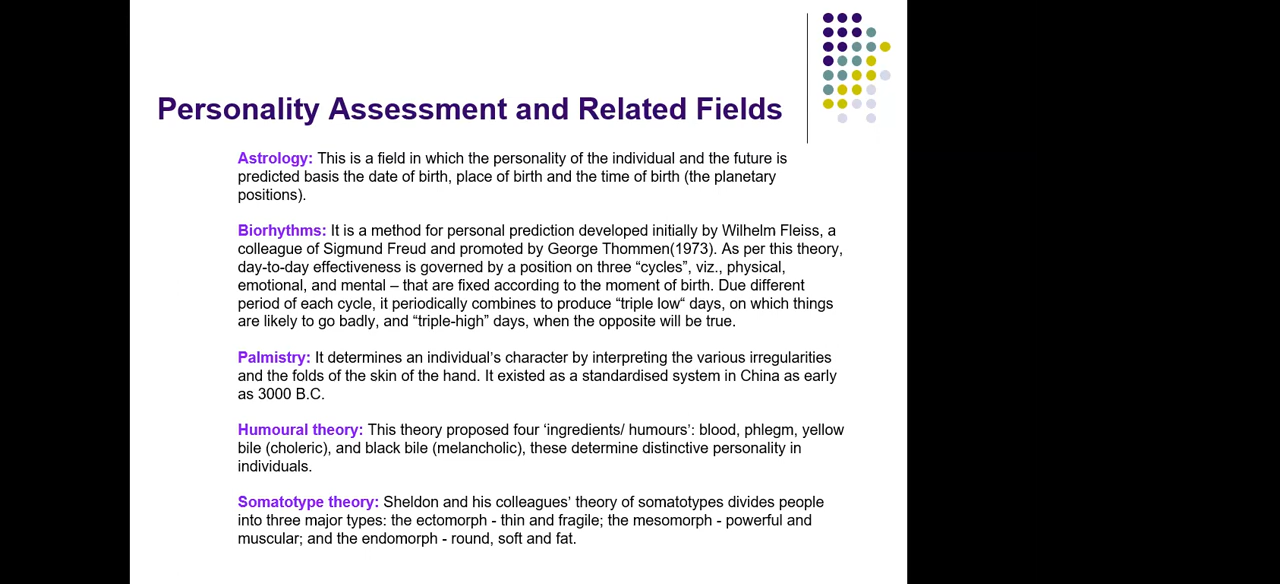 Personality Assessment and Related Fields
Astrology: This is a field in which the personality of the individual and the future is
predicted basis the date of birth, place of birth and the time of birth (the planetary
positions).
Biorhythms: It is a method for personal prediction developed initially by Wilhelm Fleiss, a
colleague of Sigmund Freud and promoted by George Thommen(1973). As per this theory,
day-to-day effectiveness is governed by a position on three “cycles”, viz., physical,
emotional, and mental – that are fixed according to the moment of birth. Due different
period of each cycle, it periodically combines to produce “triple low“ days, on which things
are likely to go badly, and “triple-high” days, when the opposite will be true.
Palmistry: It determines an individual’s character by interpreting the various irregularities
and the folds of the skin of the hand. It existed as a standardised system in China as early
as 3000 B.C.
Humoural theory: This theory proposed four ‘ingredients/ humours’: blood, phlegm, yellow
bile (choleric), and black bile (melancholic), these determine distinctive personality in
individuals.
Somatotype theory: Sheldon and his colleagues’ theory of somatotypes divides people
into three major types: the ectomorph - thin and fragile; the mesomorph - powerful and
muscular; and the endomorph - round, soft and fat.